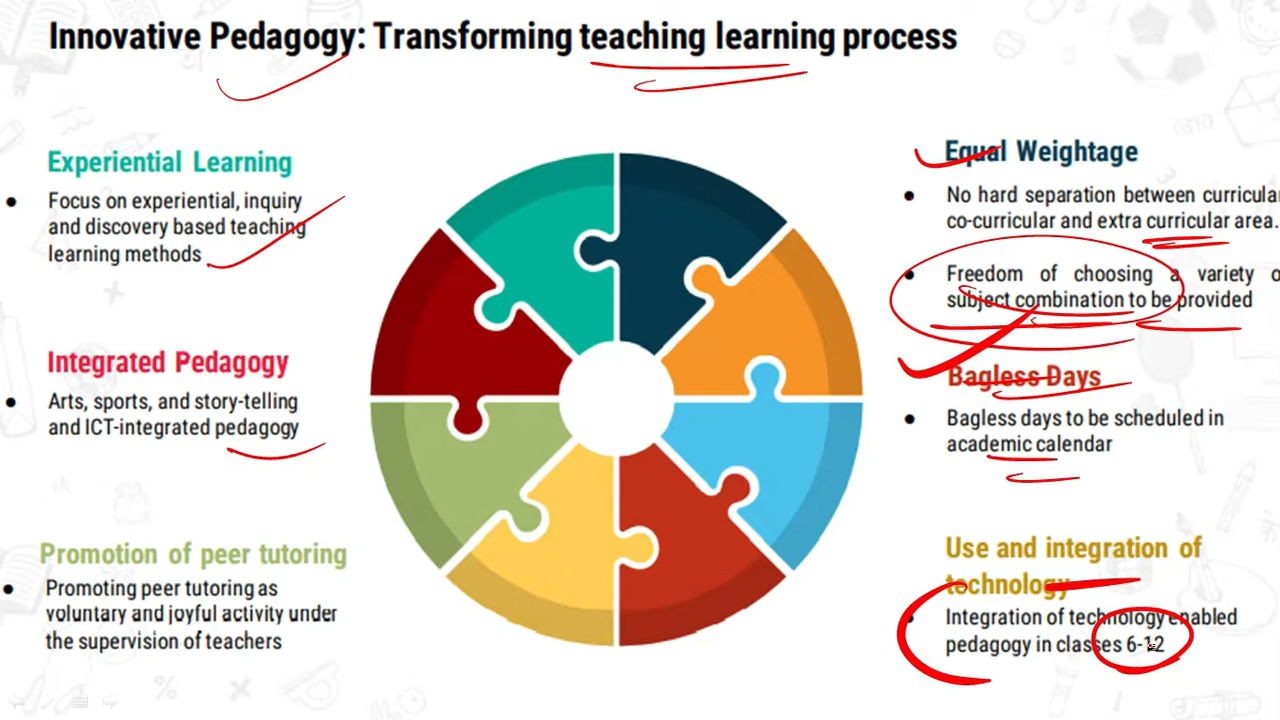 Innovative Pedagogy: Transforming teaching learning process
Experiential Learning
● Focus on experiential, inquiry
and discovery based teaching
learning methods
Integrated Pedagogy
● Arts, sports, and story-telling
and ICT-integrated pedagogy
Promotion of peer tutoring
● Promoting peer tutoring as
voluntary and joyful activity under
the supervision of teachers
Equal Weightage
● No hard separation between curricular
co-curricular and extra curricular area.
● Freedom of choosing a variety
subject combination to be provided
Bagless Days
● Bagless days to be scheduled in
academic calendar
Use and integration of
technology
● Integration of technology enabled
pedagogy in classes 6-12